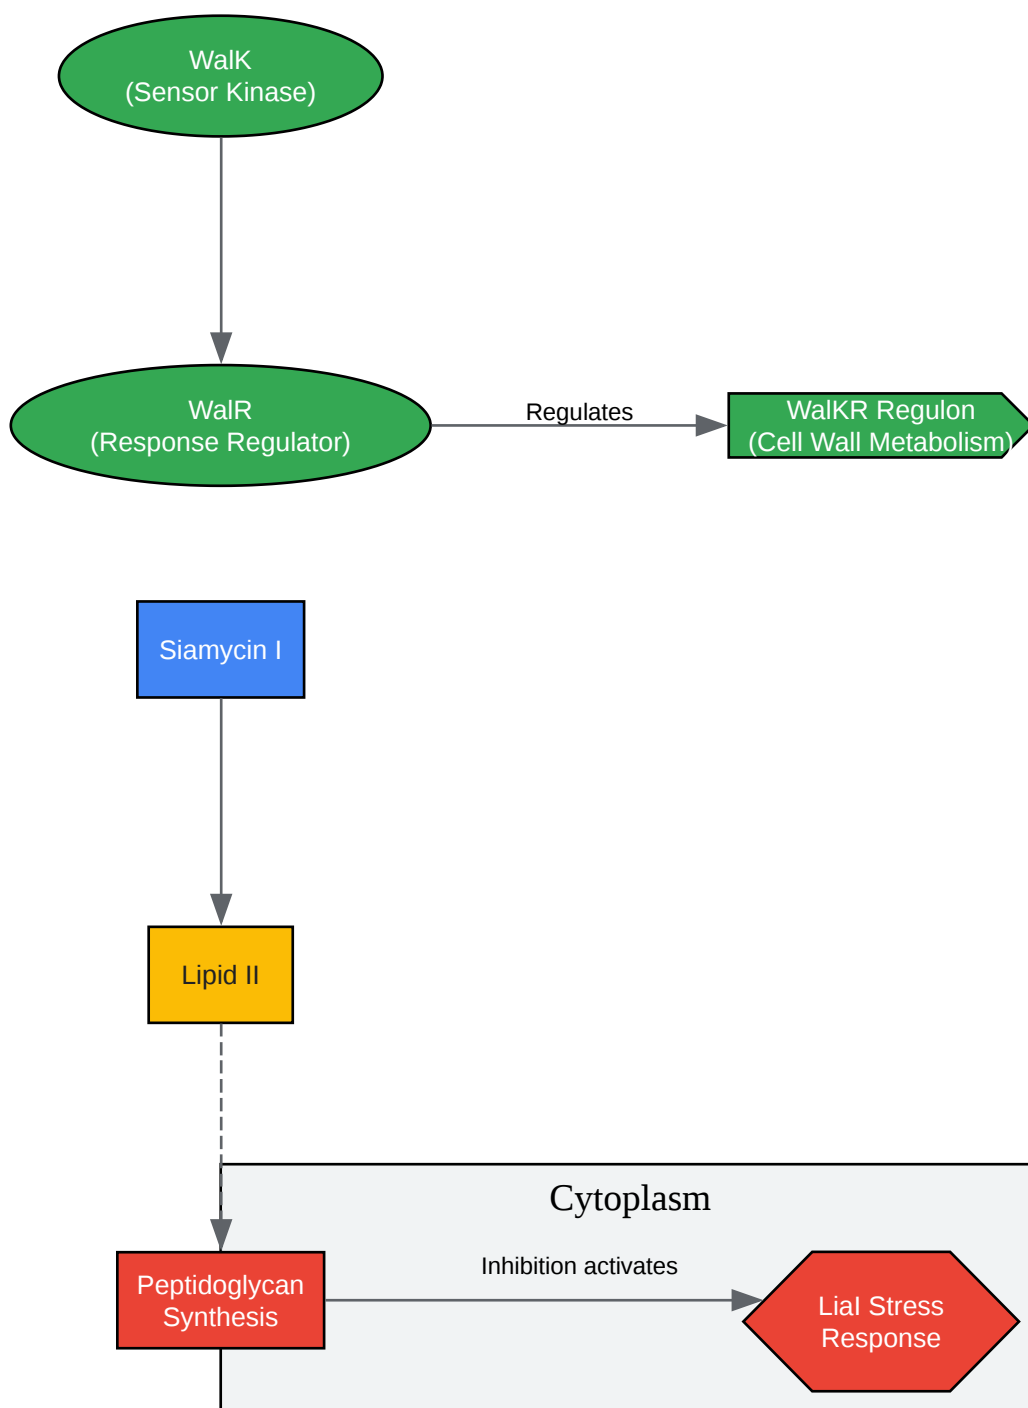 WalK
(Sensor Kinase)
WalR
(Response Regulator)
Regulates
WalKR Regulon
(Cell Wall Metabolism)
Siamycin I
Lipid II
Cytoplasm
Inhibition activates
Peptidoglycan
Synthesis
LiaI Stress
Response